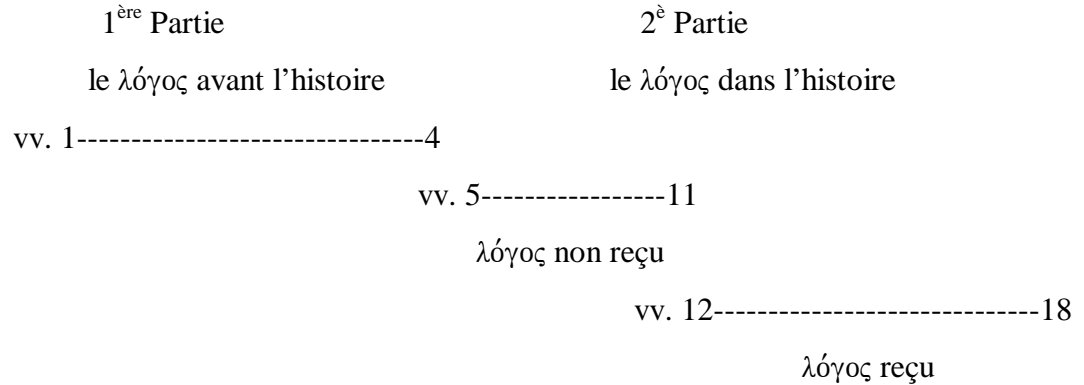 1ère Partie 2è Partie
le λόγος avant l’histoire le λόγος dans l’histoire
vv. 1--------------------------------4
vv. 5-----------------11
λόγος non reçu
vv. 12------------------------------18
λόγος reçu